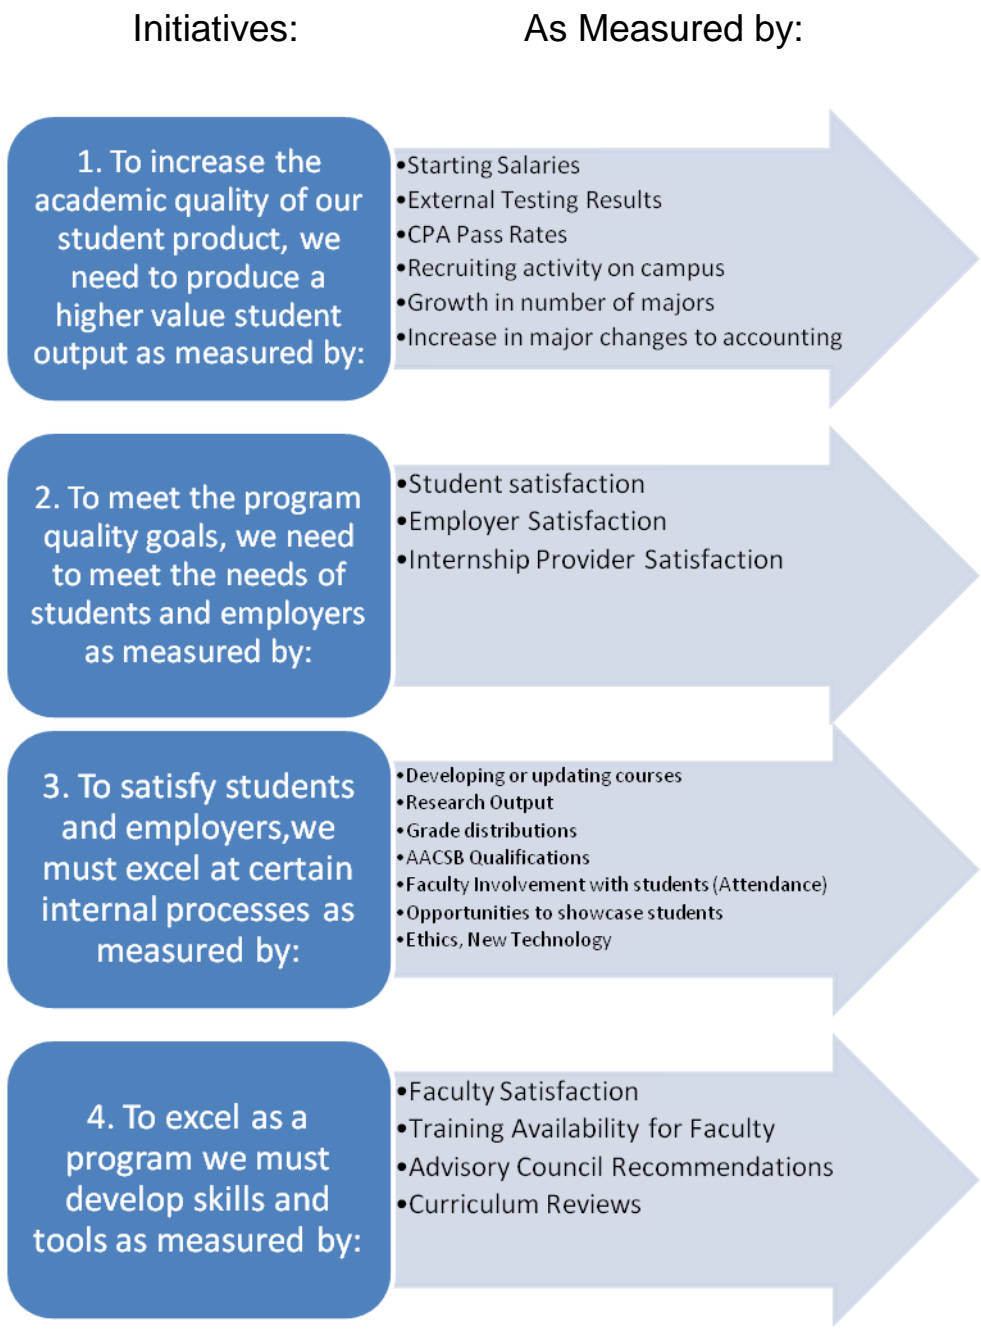 Initiatives:
As Measured by:
1. To increase the
academic quality of our
student product, we
need to produce a
higher value student
output as measured by:
•Starting Salaries
•External Testing Results
•CPA Pass Rates
•Recruiting activity on campus
•Growth in number of majors
•Increase in major changes to accounting
2. To meet the program
quality goals, we need
to meet the needs of
students and employers
as measured by:
•Student satisfaction
•Employer Satisfaction
•Internship Provider Satisfaction
3. To satisfy students
and employers,we
must excel at certain
internal processes as
measured by:
•Developing or updating courses
•Research Output
•Grade distributions
•AACSB Qualifications
•Faculty Involvement with students (Attendance)
•Opportunities to showcase students
•Ethics, New Technology
4. To excel as a
program we must
develop skills and
tools as measured by:
•Faculty Satisfaction
•Training Availability for Faculty
•Advisory Council Recommendations
•Curriculum Reviews